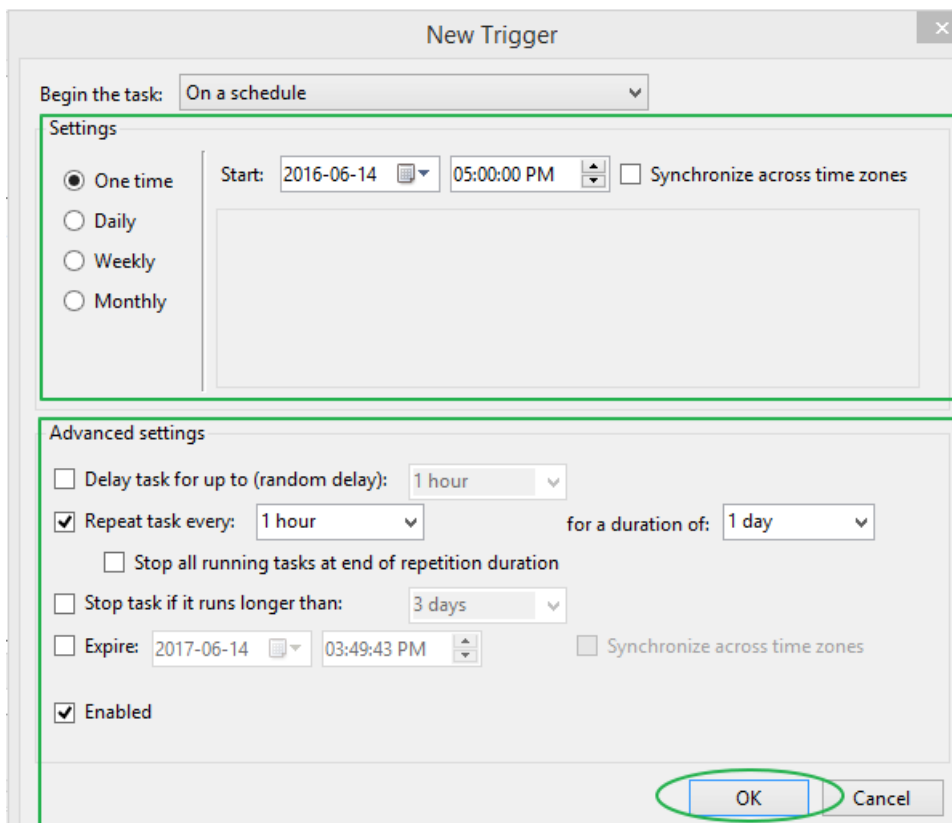 New Trigger
Begin the task: On a schedule
Settings
One time
Start: 2016-06-14 05:00:00 PM Synchronize across time zones
Daily
Weekly
Monthly
Advanced settings
Delay task for up to (random delay): 1 hour
Repeat task every: 1 hour for a duration of: 1 day
Stop all running tasks at end of repetition duration
Stop task if it runs longer than: 3 days
Expire: 2017-06-14 03:49:43 PM Synchronize across time zones
Enabled
OK Cancel